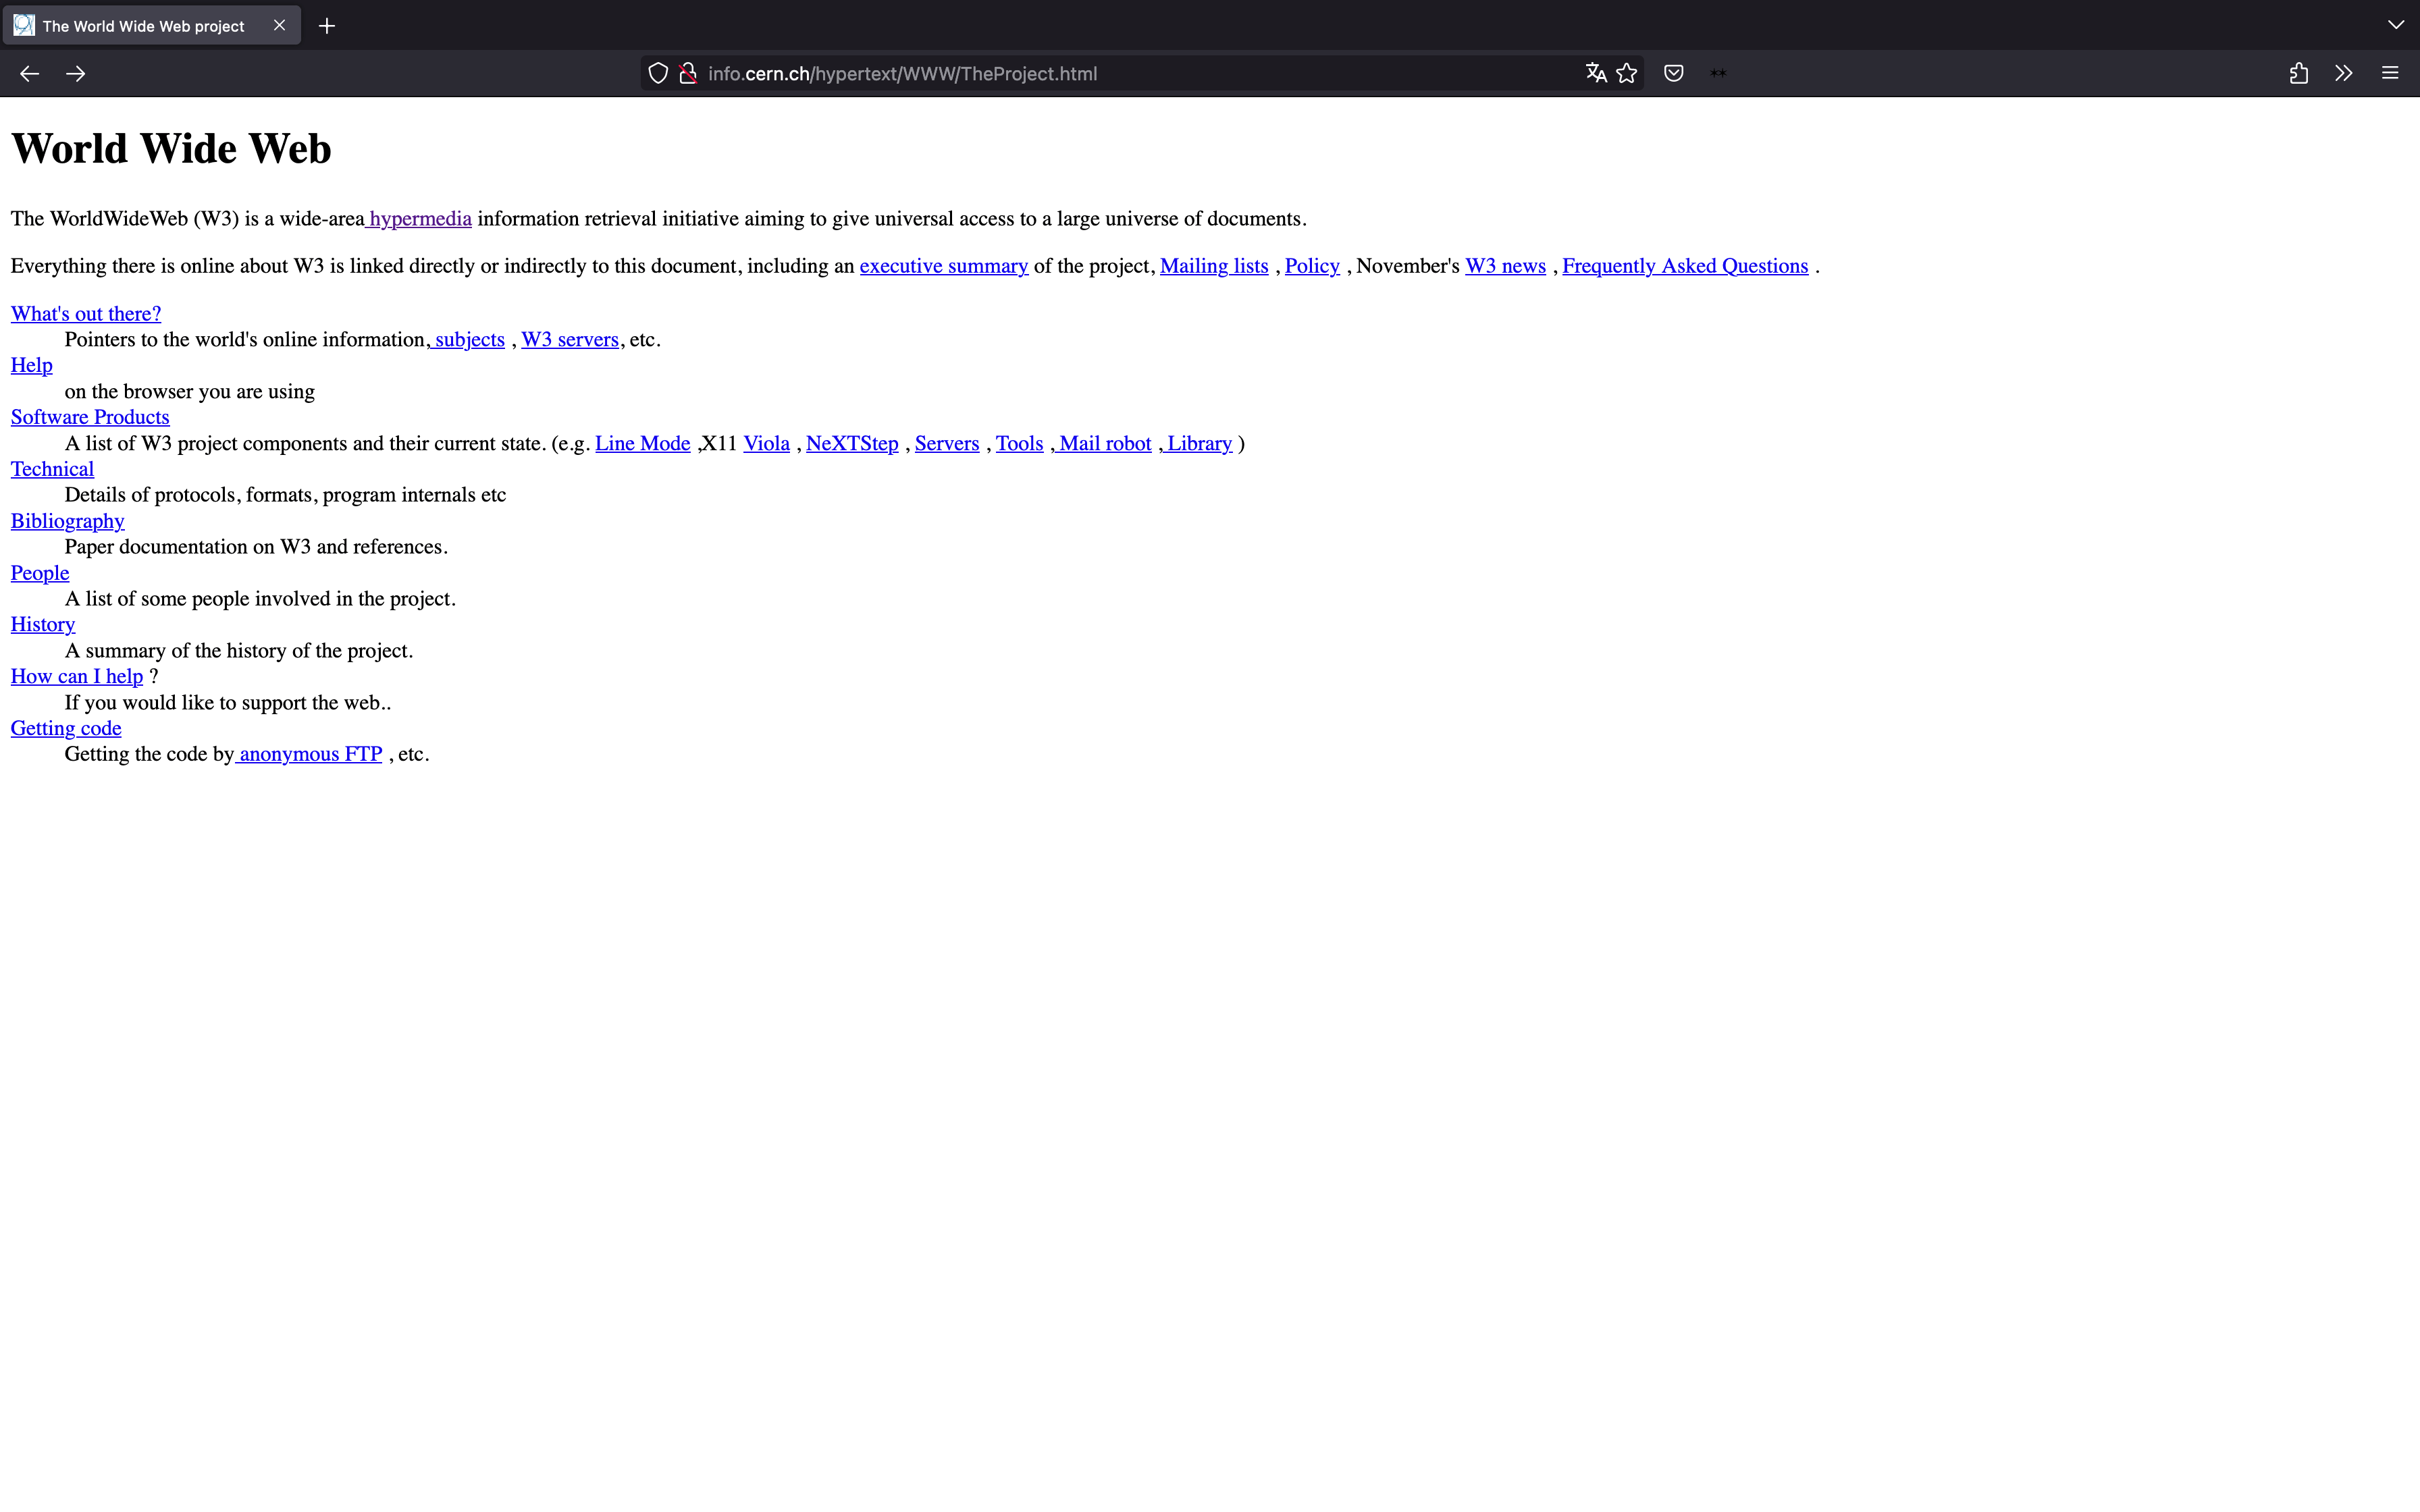 The World Wide Web project
info.cern.ch/hypertext/WWW/TheProject.html
World Wide Web
The WorldWideWeb (W3) is a wide-area hypermedia information retrieval initiative aiming to give universal access to a large universe of documents.
Everything there is online about W3 is linked directly or indirectly to this document, including an executive summary of the project, Mailing lists , Policy , November's W3 news , Frequently Asked Questions .
What's out there?
Pointers to the world's online information, subjects , W3 servers, etc.
Help
on the browser you are using
Software Products
A list of W3 project components and their current state. (e.g. Line Mode ,X11 Viola , NeXTStep , Servers , Tools , Mail robot , Library )
Technical
Details of protocols, formats, program internals etc
Bibliography
Paper documentation on W3 and references.
People
A list of some people involved in the project.
History
A summary of the history of the project.
How can I help ?
If you would like to support the web..
Getting code
Getting the code by anonymous FTP , etc.